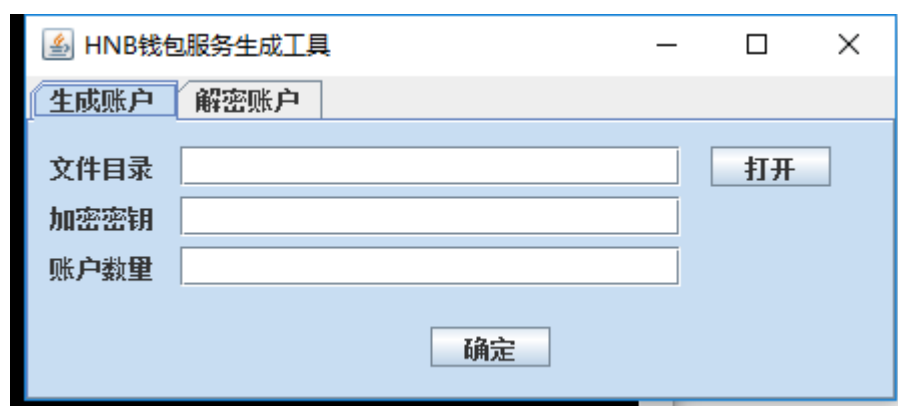 HNB钱包服务生成工具
生成账户 解密账户
文件目录 打开
加密密钥
账户数量
确定